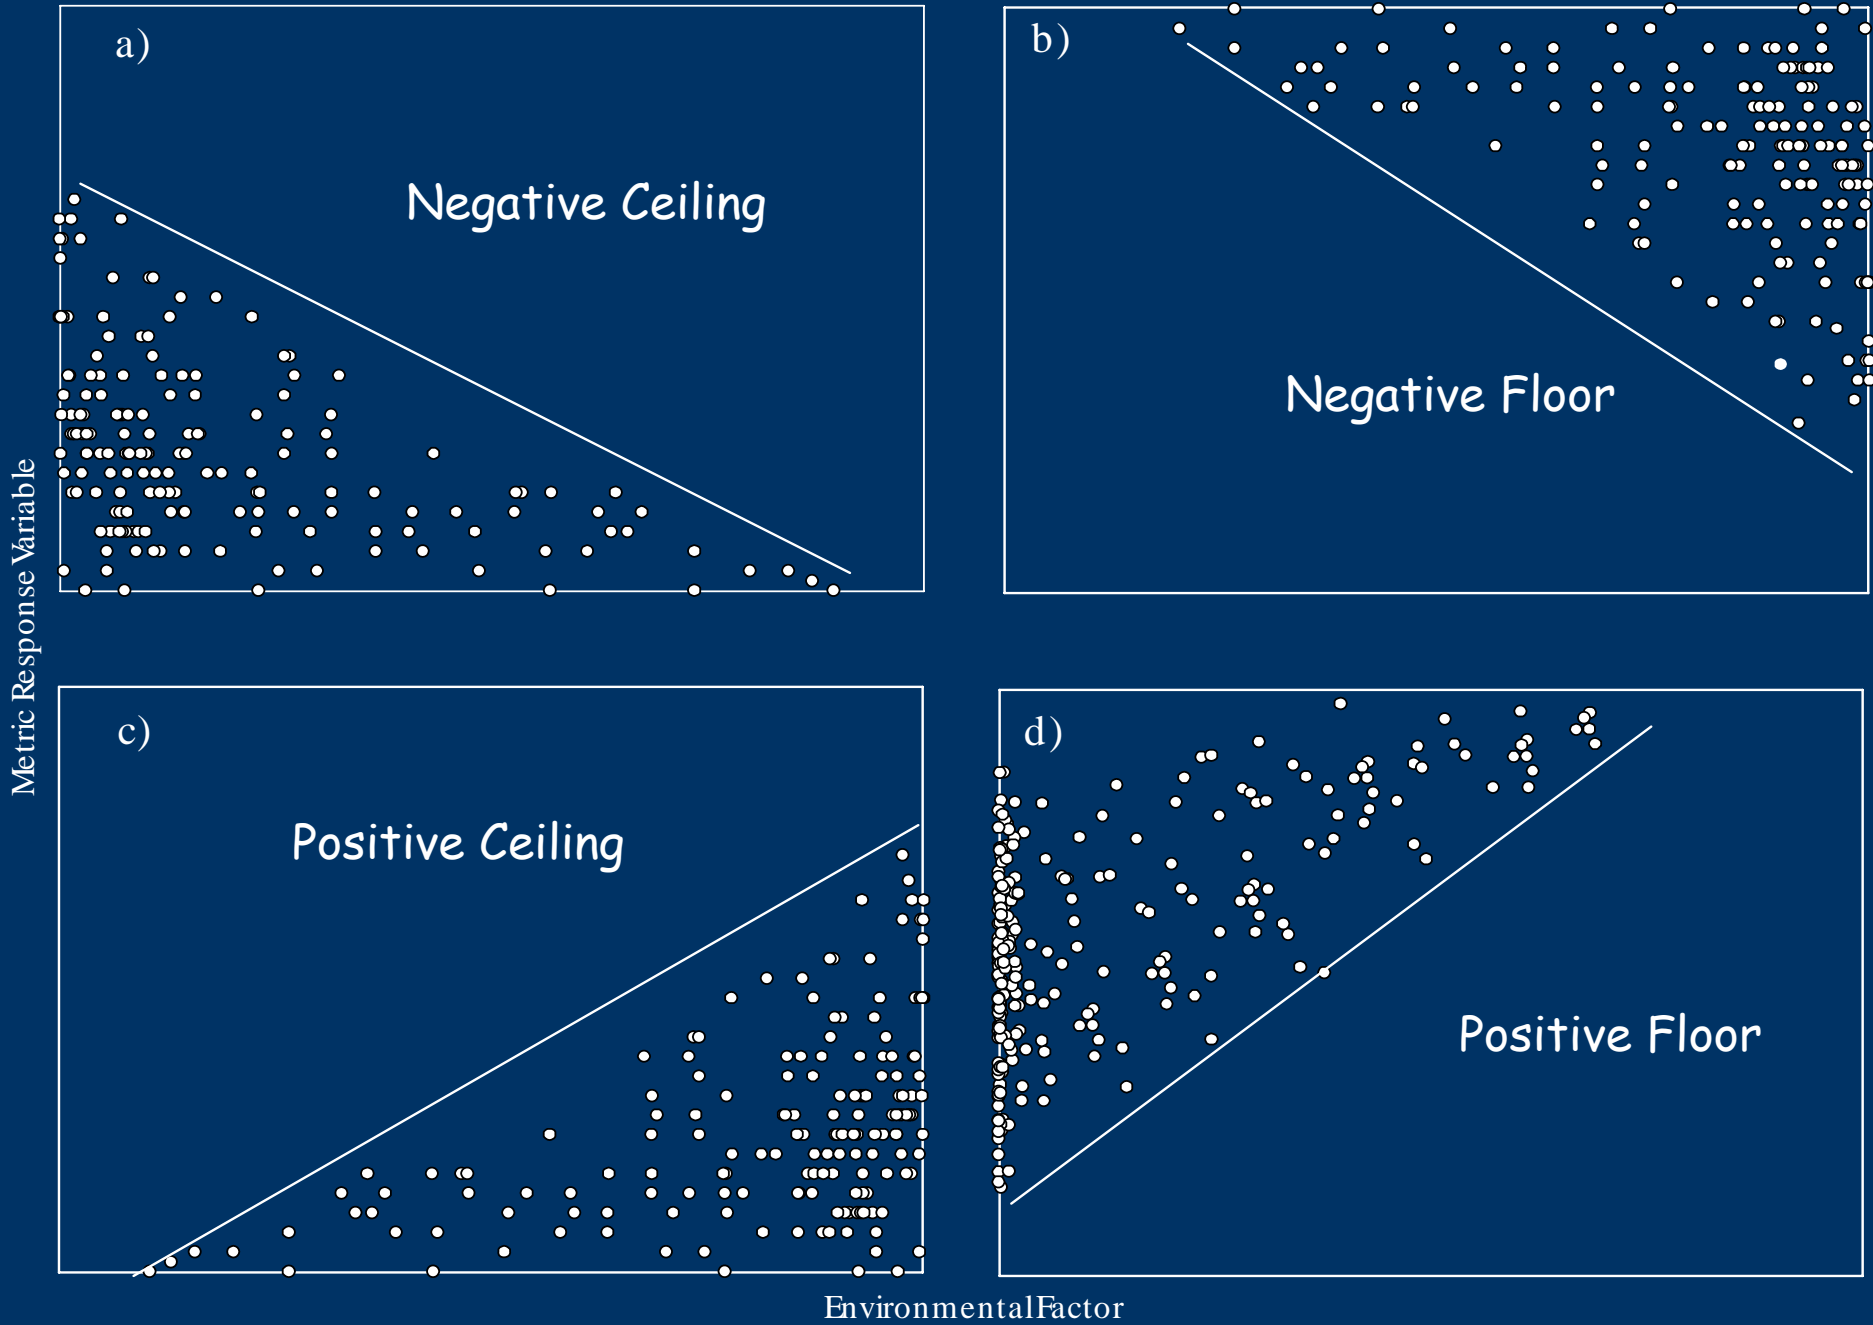 a)
Negative Ceiling
b)
Negative Floor
Metric Response Variable
c)
Positive Ceiling
d)
Positive Floor
EnvironmentalFactor